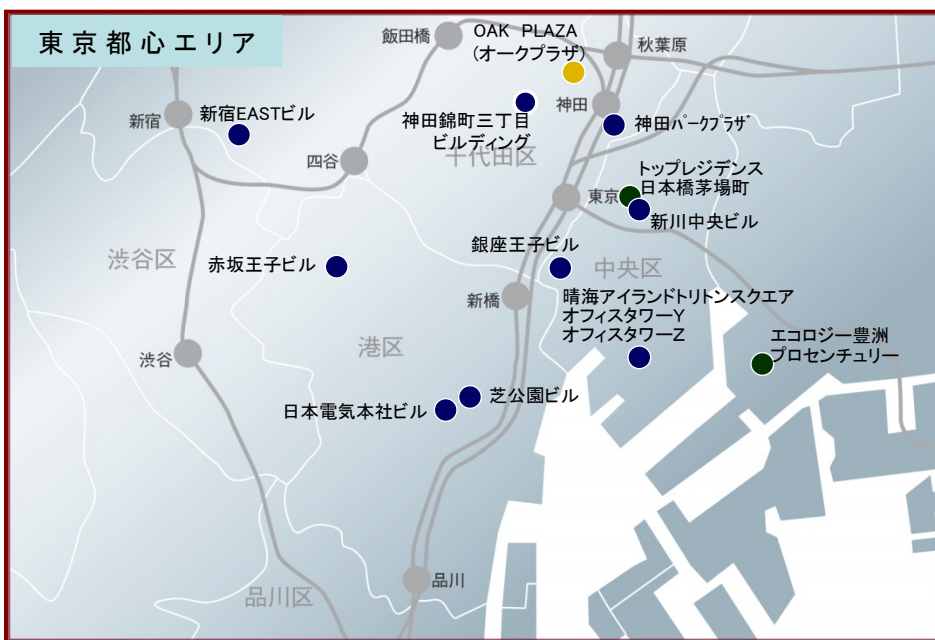 東京都心エリア
飯田橋
OAK PLAZA
(オークプラザ)
秋葉原
新宿
新宿EASTビル
神田錦町三丁目
ビルディング
神田
神田ﾊﾟｰｸﾌﾟﾗｻﾞ
四谷
千代田区
東京
トップレジデンス
日本橋茅場町
新川中央ビル
渋谷区
赤坂王子ビル
銀座王子ビル
中央区
新橋
晴海アイランドトリトンスクエア
オフィスタワーY
オフィスタワーZ
エコロジー豊洲
プロセンチュリー
渋谷
港区
芝公園ビル
日本電気本社ビル
品川
品川区